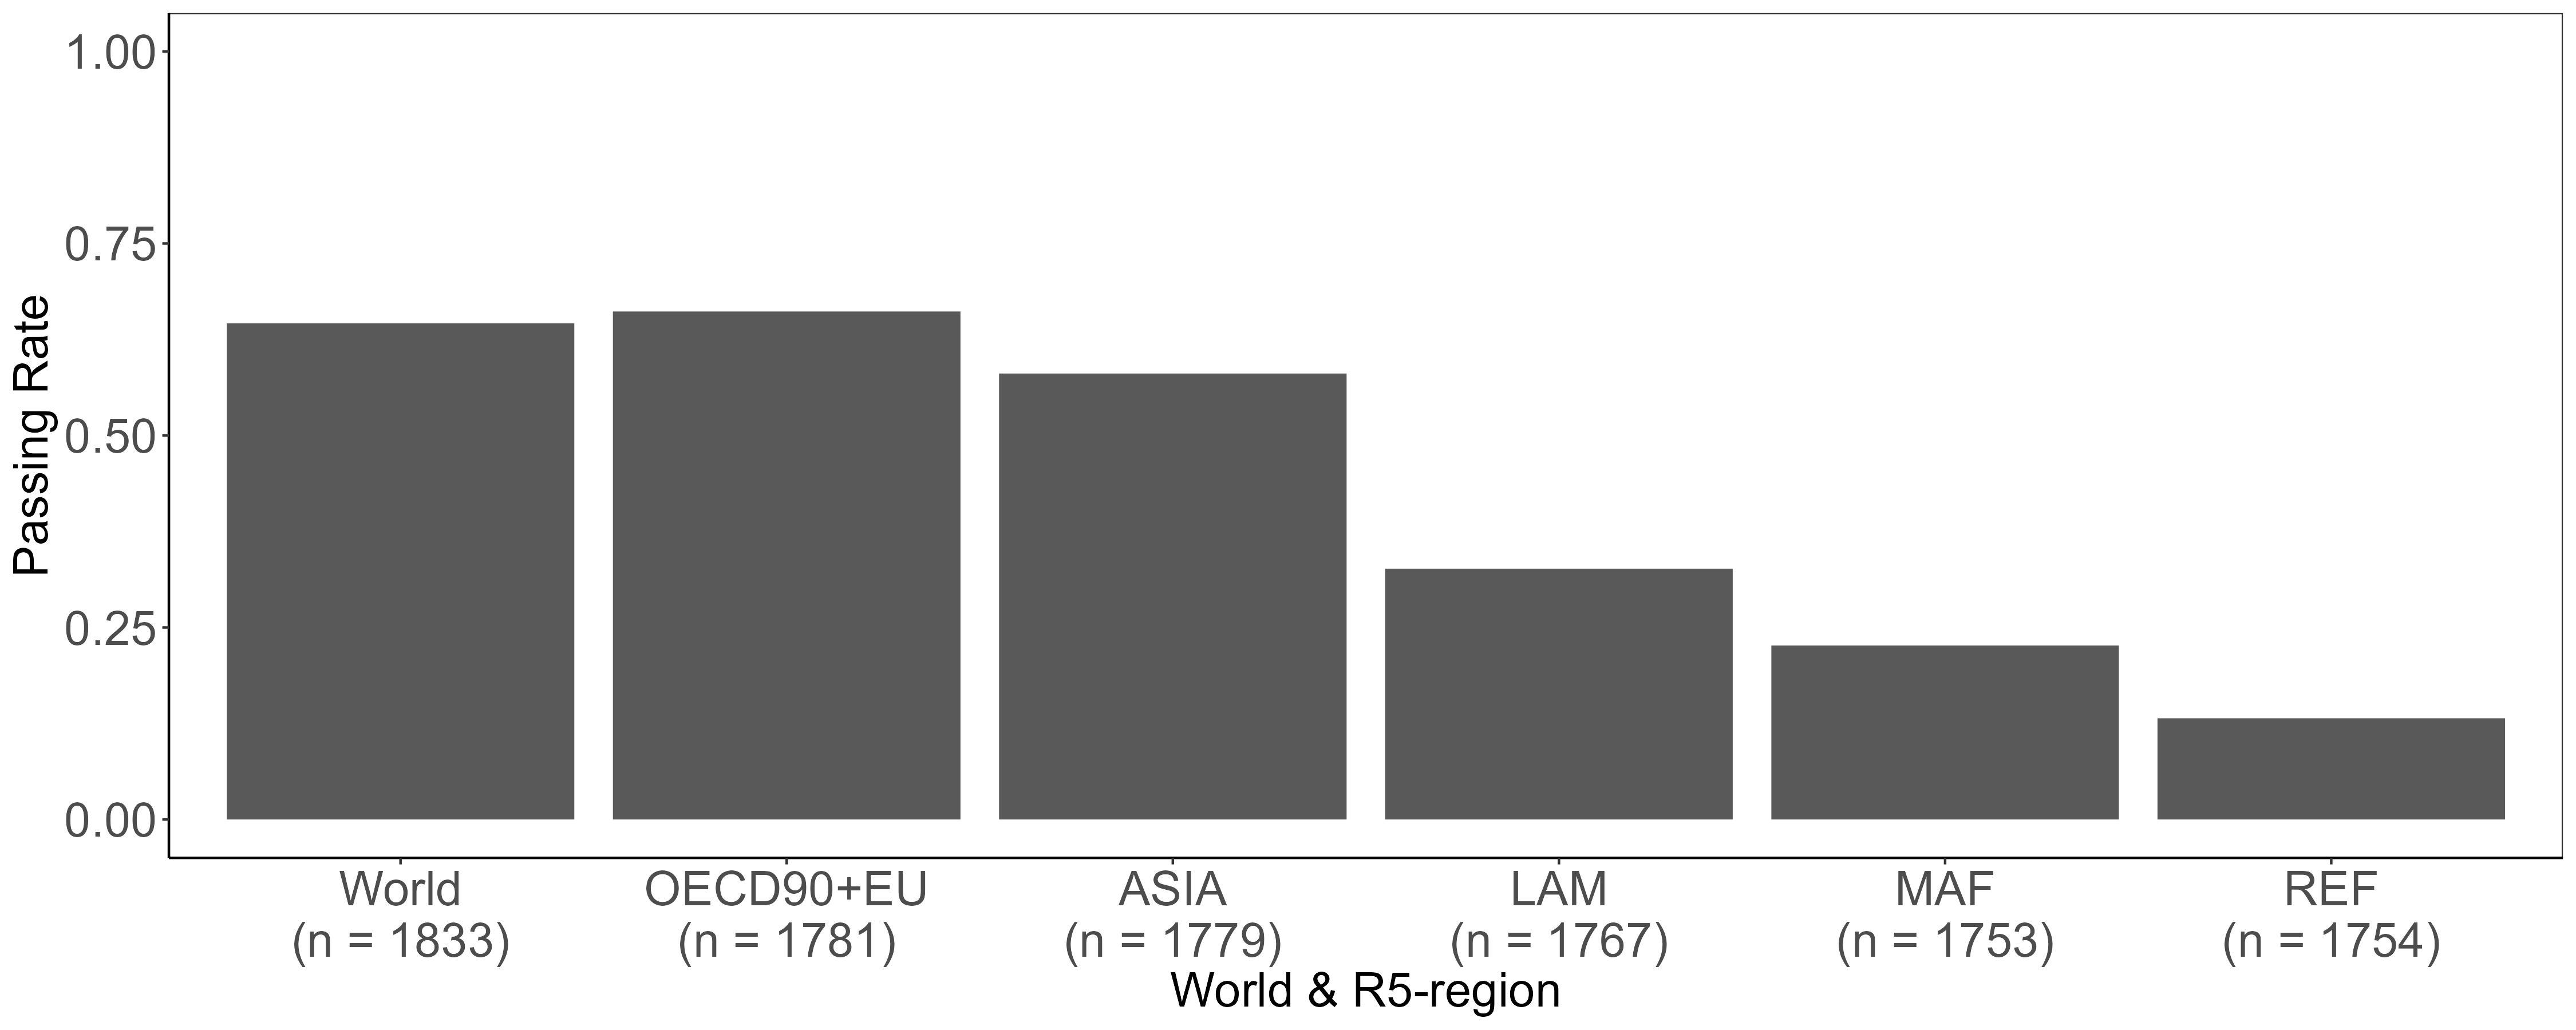 Passing Rate
1.00
0.75
0.50
0.25
0.00
World
(n = 1833)
OECD90+EU
(n = 1781)
ASIA
(n = 1779)
LAM
(n = 1767)
MAF
(n = 1753)
REF
(n = 1754)
World & R5-region